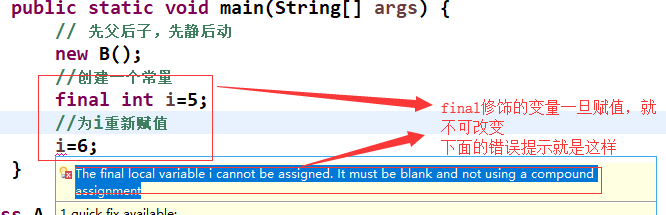 public static void main(String[] args) {
// 先父后子，先静后动
new B();
//创建一个常量
final int i=5;
//为i重新赋值
i=6;
}
final修饰的变量一旦赋值，就
不可改变
下面的错误提示就是这样
The final local variable i cannot be assigned. It must be blank and not using a compound
assignment
1 quick fix available: